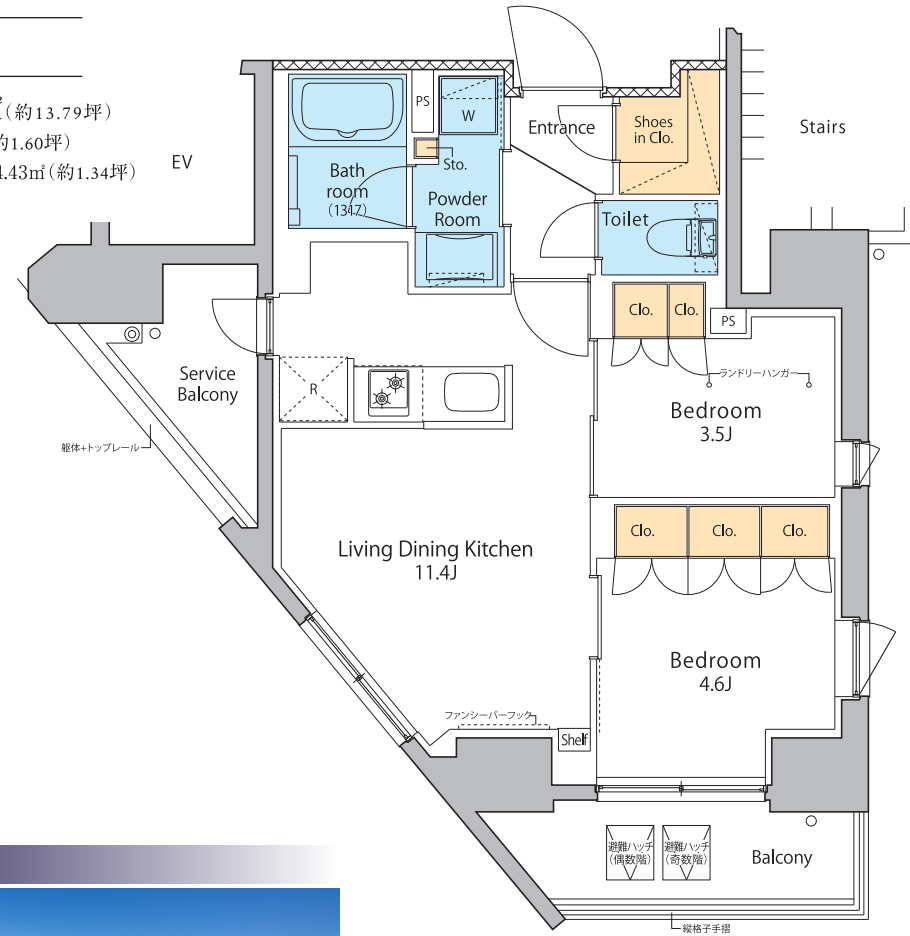 ㎡(約13.79坪)
約1.60坪)
4.43㎡(約1.34坪)
EV
PS
W
Entrance
Shoes
in Clo.
Stairs
Sto.
Bath
room
(1317)
Powder
Room
Toilet
Clo.
Clo.
PS
Service
Balcony
R
ランドリーハンガー
Bedroom
3.5J
躯体+トップレール
Clo.
Clo.
Clo.
Living Dining Kitchen
11.4J
Bedroom
4.6J
ファンシーバーフック
Shelf
避難ハッチ
(偶数階)
避難ハッチ
(奇数階)
Balcony
縦格子手摺